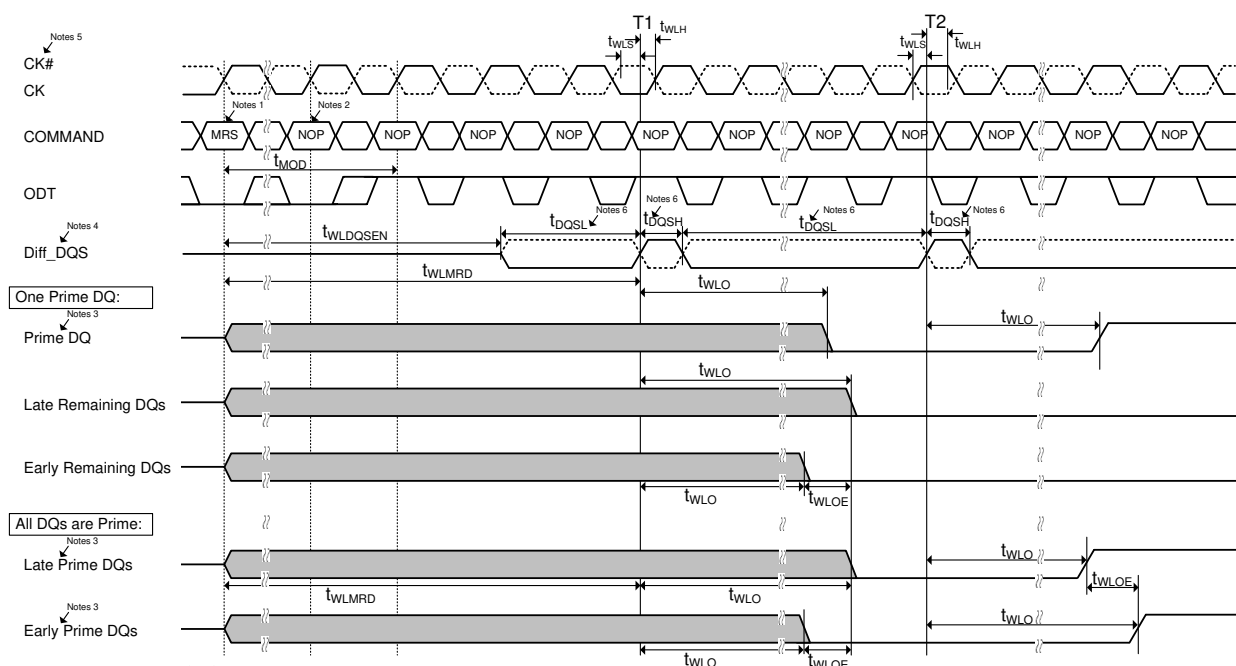 T1
T2
tWLS
tWLH
tWLS
tWLH
Notes 5
CK#
CK
Notes 1
Notes 2
COMMAND
MRS NOP NOP NOP NOP NOP NOP NOP NOP NOP NOP NOP
tMOD
ODT
Notes 6 Notes 6 Notes 6 Notes 6
tDQSL tDQSH tDQSL tDQSH
Notes 4
tWLDQSEN
Diff_DQS
tWLMRD
tWLO
One Prime DQ:
Notes 3
tWLO
Prime DQ
tWLO
Late Remaining DQs
Early Remaining DQs
tWLO tWLOE
All DQs are Prime:
Notes 3
tWLO
Late Prime DQs
tWLOE
tWLMRD tWLO
Notes 3
tWLO
Early Prime DQs
tWLO tWLOE